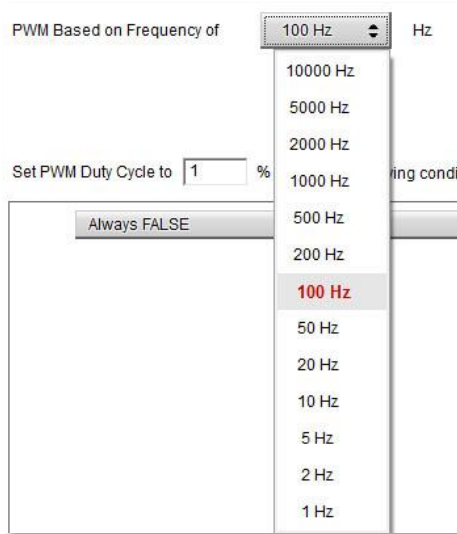 PWM Based on Frequency of 100 Hz Hz
10000 Hz
5000 Hz
2000 Hz
Set PWM Duty Cycle to 1 %
1000 Hz
500 Hz
Always FALSE
200 Hz
100 Hz
50 Hz
20 Hz
10 Hz
5 Hz
2 Hz
1 Hz